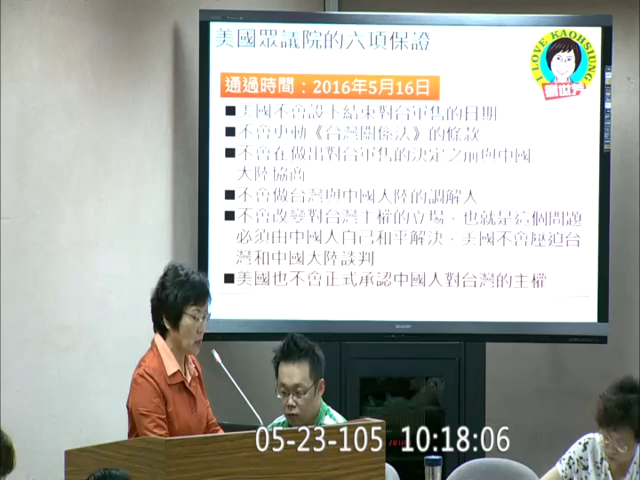 美國眾議院的六項保證
I LOVE KAOHSIUNG
通過時間：2016年5月16日
■美國不會設下結束對台軍售的日期
■不會更動《台灣關係法》的條款
■不會在做出對台軍售的決定之前與中國
大陸協商
■不會做台灣與中國大陸的調解人
■不會改變對台灣主權的立場，也就是這個問題
必須由中國人自己和平解決，美國不會壓迫台
灣和中國大陸談判
■美國也不會正式承認中國人對台灣的主權
SHARP
05-23-105 10:18:06